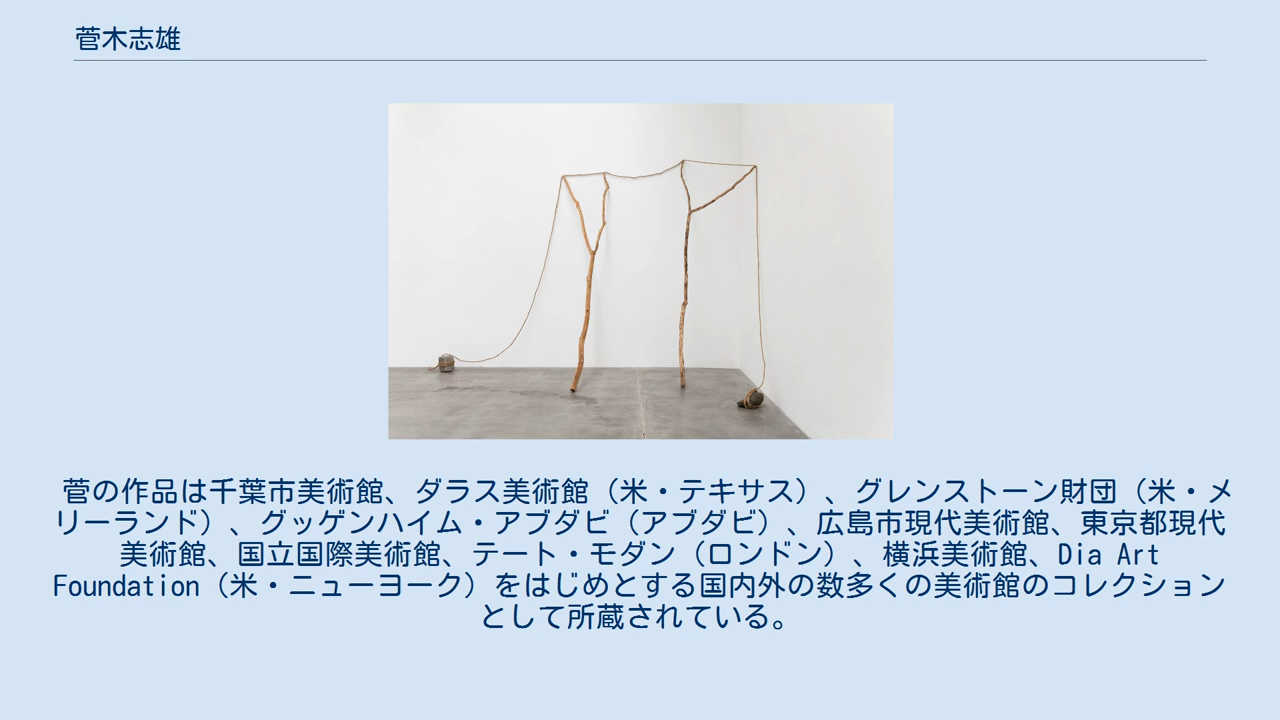 菅木志雄
菅の作品は千葉市美術館、ダラス美術館（米・テキサス）、グレンストーン財団（米・メ
リーランド）、グッゲンハイム・アブダビ（アブダビ）、広島市現代美術館、東京都現代
美術館、国立国際美術館、テート・モダン（ロンドン）、横浜美術館、Dia Art
Foundation（米・ニューヨーク）をはじめとする国内外の数多くの美術館のコレクション
として所蔵されている。